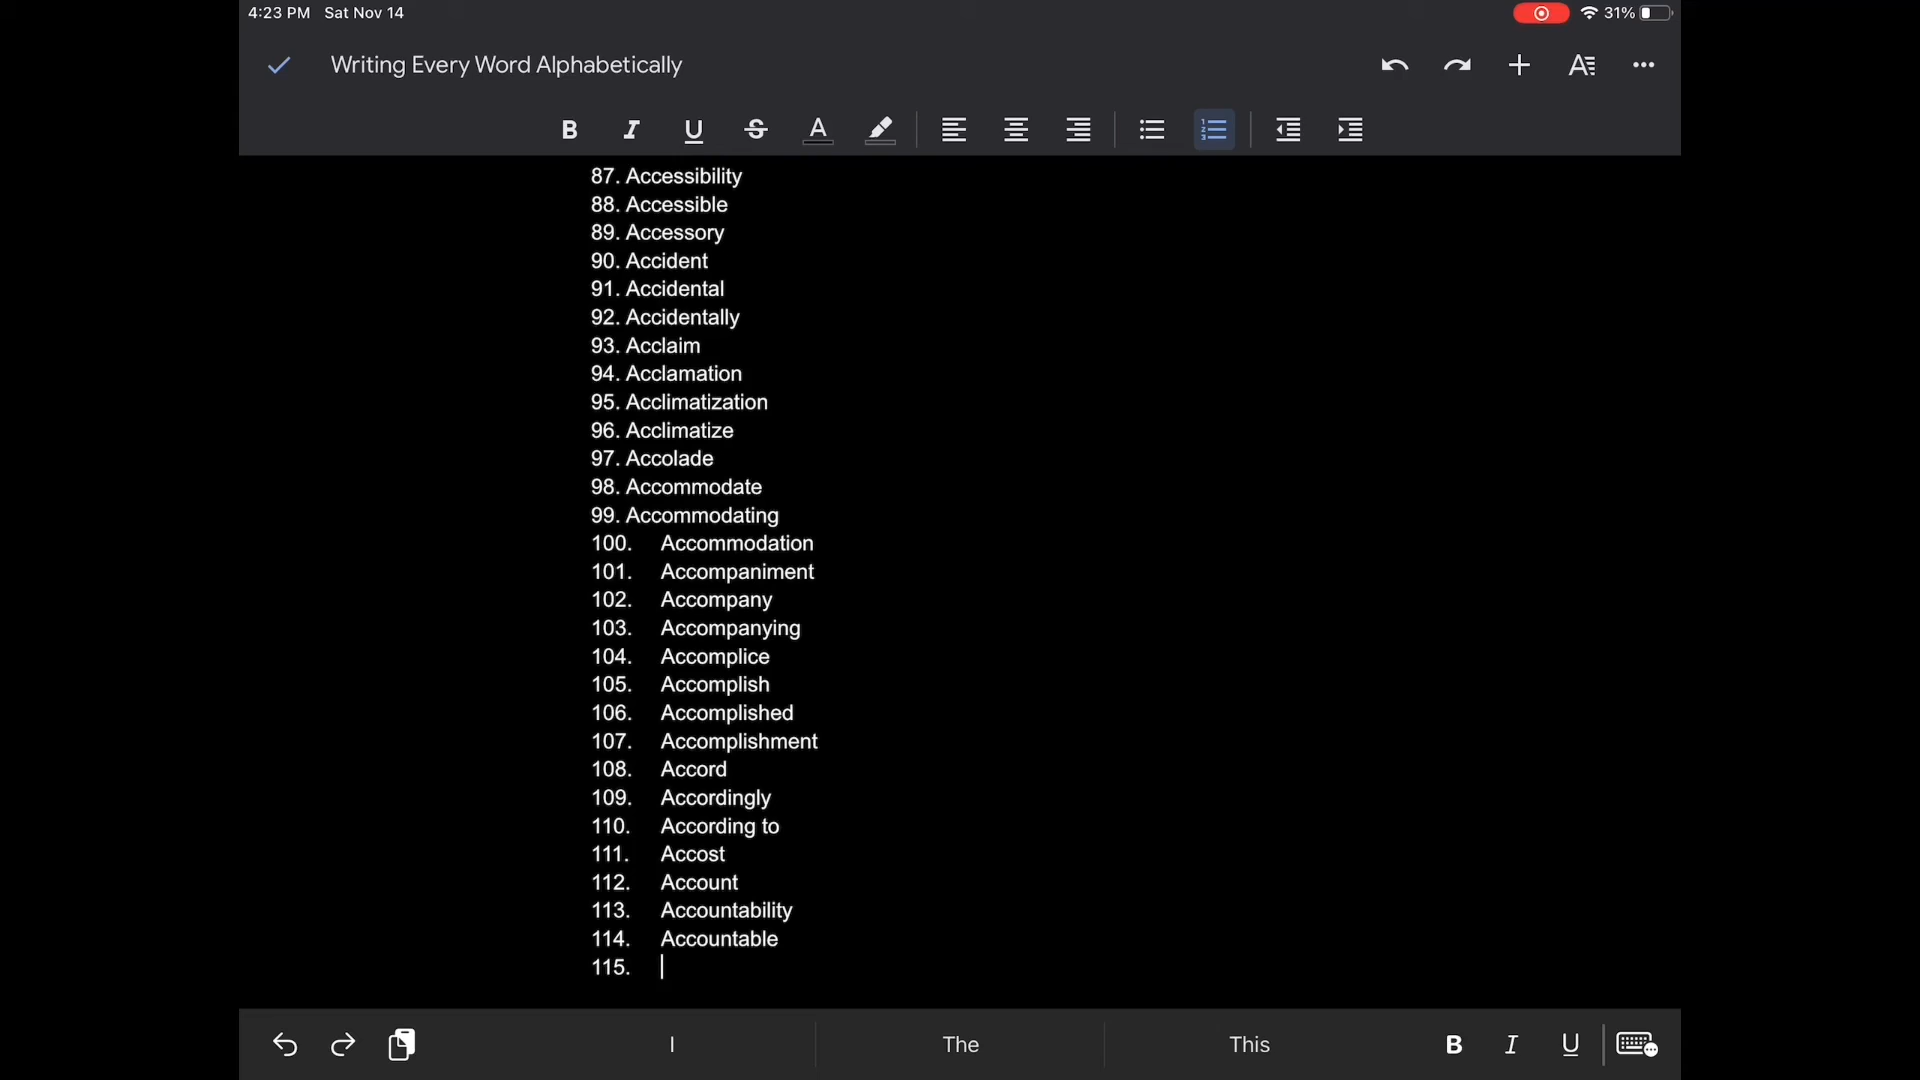 4:23 PM Sat Nov 14
31%
Writing Every Word Alphabetically
B I U S A
87. Accessibility
88. Accessible
89. Accessory
90. Accident
91. Accidental
92. Accidentally
93. Acclaim
94. Acclamation
95. Acclimatization
96. Acclimatize
97. Accolade
98. Accommodate
99. Accommodating
100. Accommodation
101. Accompaniment
102. Accompany
103. Accompanying
104. Accomplice
105. Accomplish
106. Accomplished
107. Accomplishment
108. Accord
109. Accordingly
110. According to
111. Accost
112. Account
113. Accountability
114. Accountable
115.
I The This B I U